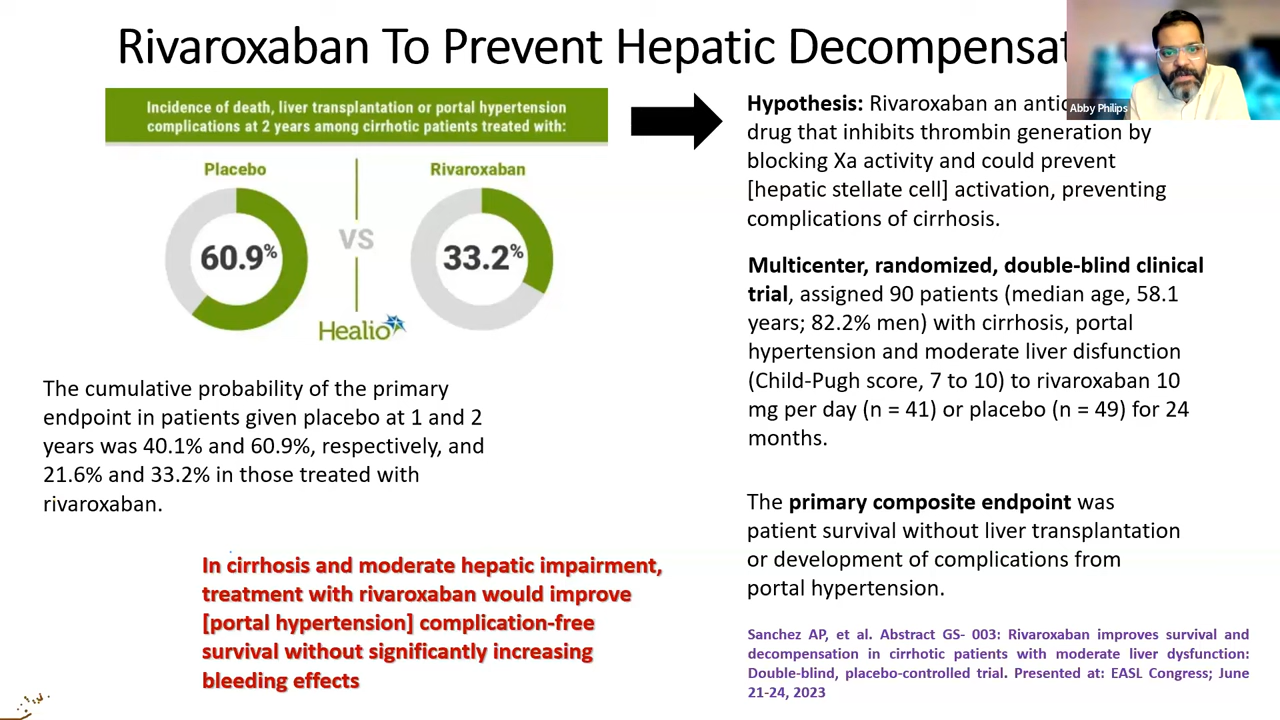 Rivaroxaban To Prevent Hepatic Decompensat
Abby Philips
Incidence of death, liver transplantation or portal hypertension
complications at 2 years among cirrhotic patients treated with:
Placebo
Rivaroxaban
60.9%
VS
33.2%
Healio
The cumulative probability of the primary
endpoint in patients given placebo at 1 and 2
years was 40.1% and 60.9%, respectively, and
21.6% and 33.2% in those treated with
rivaroxaban.
In cirrhosis and moderate hepatic impairment,
treatment with rivaroxaban would improve
[portal hypertension] complication-free
survival without significantly increasing
bleeding effects
Hypothesis: Rivaroxaban an antic
drug that inhibits thrombin generation by
blocking Xa activity and could prevent
[hepatic stellate cell] activation, preventing
complications of cirrhosis.
Multicenter, randomized, double-blind clinical
trial, assigned 90 patients (median age, 58.1
years; 82.2% men) with cirrhosis, portal
hypertension and moderate liver disfunction
(Child-Pugh score, 7 to 10) to rivaroxaban 10
mg per day (n = 41) or placebo (n = 49) for 24
months.
The primary composite endpoint was
patient survival without liver transplantation
or development of complications from
portal hypertension.
Sanchez AP, et al. Abstract GS- 003: Rivaroxaban improves survival and
decompensation in cirrhotic patients with moderate liver dysfunction:
Double-blind, placebo-controlled trial. Presented at: EASL Congress; June
21-24, 2023